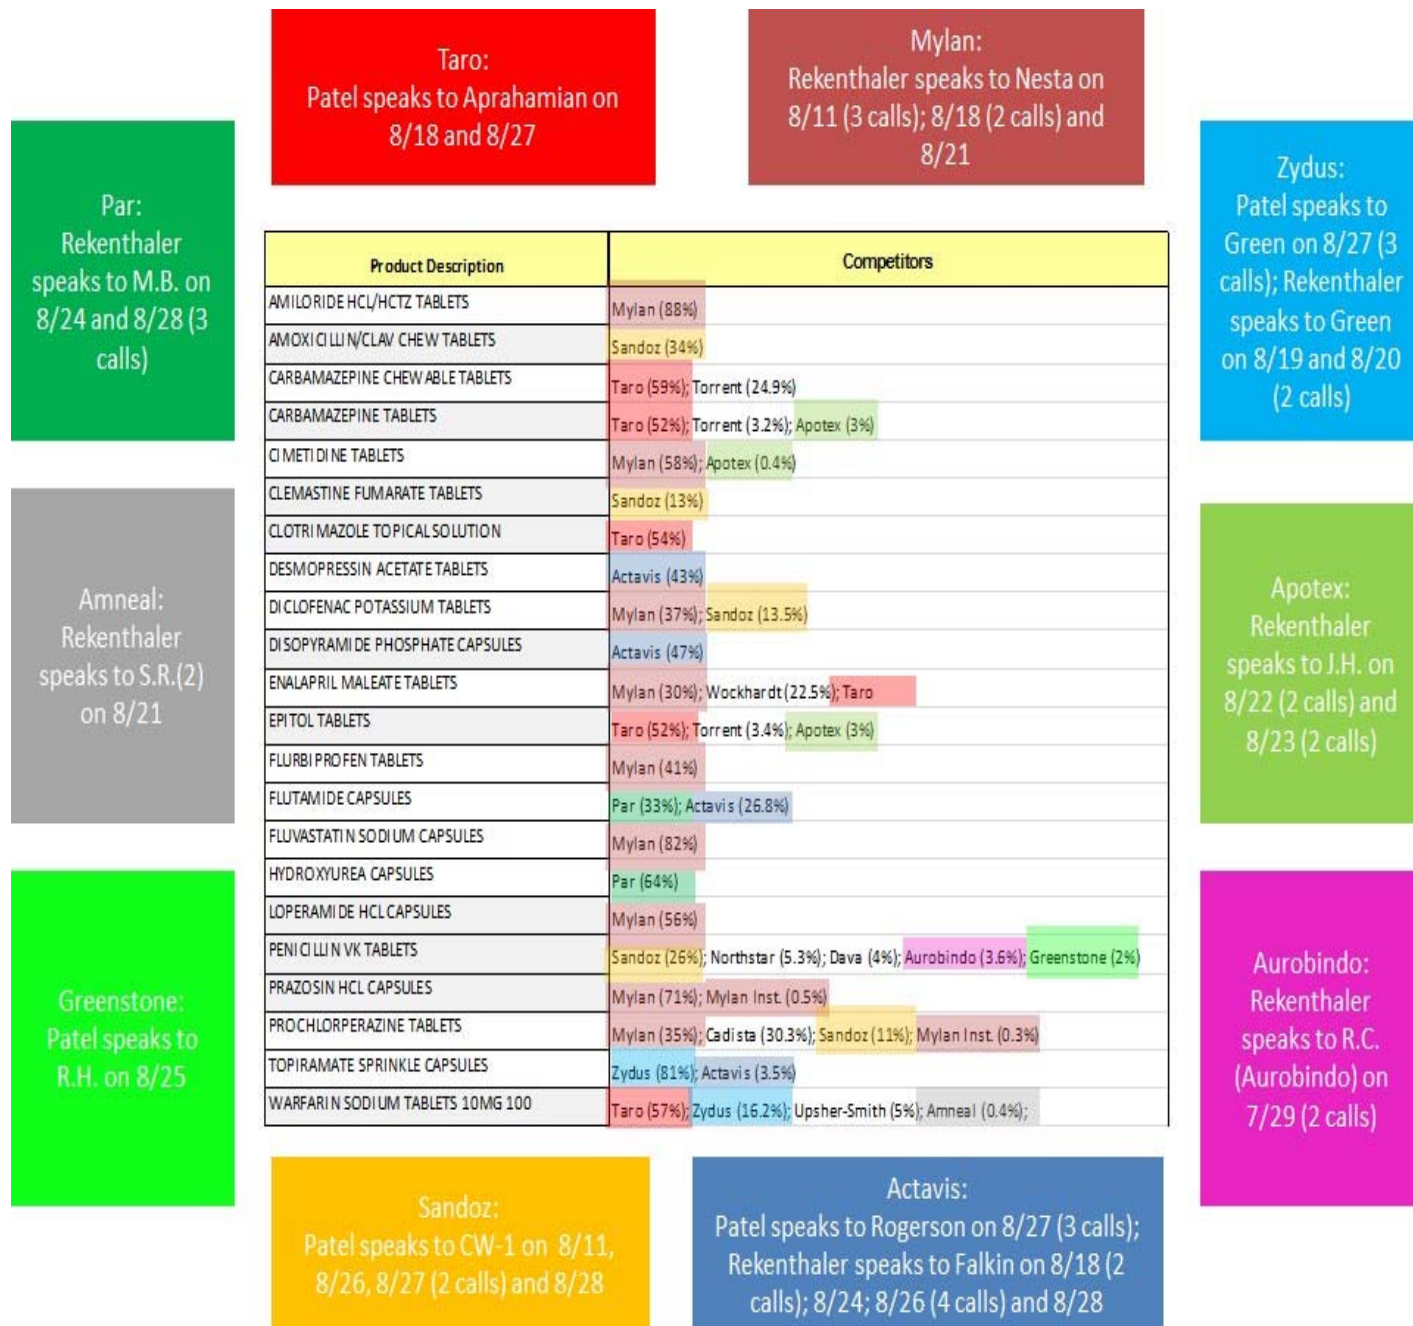 Taro:
Patel speaks to Aprahamian on
8/18 and 8/27
Mylan:
Rekenthaler speaks to Nesta on
8/11 (3 calls); 8/18 (2 calls) and
8/21
Par:
Rekenthaler
speaks to M.B. on
8/24 and 8/28 (3
calls)
Zydus:
Patel speaks to
Green on 8/27 (3
calls); Rekenthaler
speaks to Green
on 8/19 and 8/20
(2 calls)
Product Description Competitors
AMILORIDE HCL/HCTZ TABLETS Mylan (88%)
AMOXICILLIN/CLAV CHEW TABLETS Sandoz (34%)
CARBAMAZEPINE CHEWABLE TABLETS Taro (59%); Torrent (24.9%)
CARBAMAZEPINE TABLETS Taro (52%); Torrent (3.2%); Apotex (3%)
CIMETIDINE TABLETS Mylan (58%); Apotex (0.4%)
CLEMASTINE FUMARATE TABLETS Sandoz (13%)
CLOTRIMAZOLE TOPICAL SOLUTION Taro (54%)
DESMOPRESSIN ACETATE TABLETS Actavis (43%)
DICLOFENAC POTASSIUM TABLETS Mylan (37%); Sandoz (13.5%)
DISOPYRAMIDE PHOSPHATE CAPSULES Actavis (47%)
ENALAPRIL MALEATE TABLETS Mylan (30%); Wockhardt (22.5%); Taro
EPITOL TABLETS Taro (52%); Torrent (3.4%); Apotex (3%)
FLURBIPROFEN TABLETS Mylan (41%)
FLUTAMIDE CAPSULES Par (33%); Actavis (26.8%)
FLUVASTATIN SODIUM CAPSULES Mylan (82%)
HYDROXYUREA CAPSULES Par (64%)
LOPERAMIDE HCL CAPSULES Mylan (56%)
PENICILLIN VK TABLETS Sandoz (26%); Northstar (5.3%); Dava (4%); Aurobindo (3.6%); Greenstone (2%)
PRAZOSIN HCL CAPSULES Mylan (71%); Mylan Inst. (0.5%)
PROCHLORPERAZINE TABLETS Mylan (35%); Cadista (30.3%); Sandoz (11%); Mylan Inst. (0.3%)
TOPIRAMATE SPRINKLE CAPSULES Zydus (81%); Actavis (3.5%)
WARFARIN SODIUM TABLETS 10MG 100 Taro (57%); Zydus (16.2%); Upsher-Smith (5%); Amneal (0.4%);
Amneal:
Rekenthaler
speaks to S.R.(2)
on 8/21
Apotex:
Rekenthaler
speaks to J.H. on
8/22 (2 calls) and
8/23 (2 calls)
Greenstone:
Patel speaks to
R.H. on 8/25
Aurobindo:
Rekenthaler
speaks to R.C.
(Aurobindo) on
7/29 (2 calls)
Sandoz:
Patel speaks to CW-1 on 8/11,
8/26, 8/27 (2 calls) and 8/28
Actavis:
Patel speaks to Rogerson on 8/27 (3 calls);
Rekenthaler speaks to Falkin on 8/18 (2
calls); 8/24; 8/26 (4 calls) and 8/28